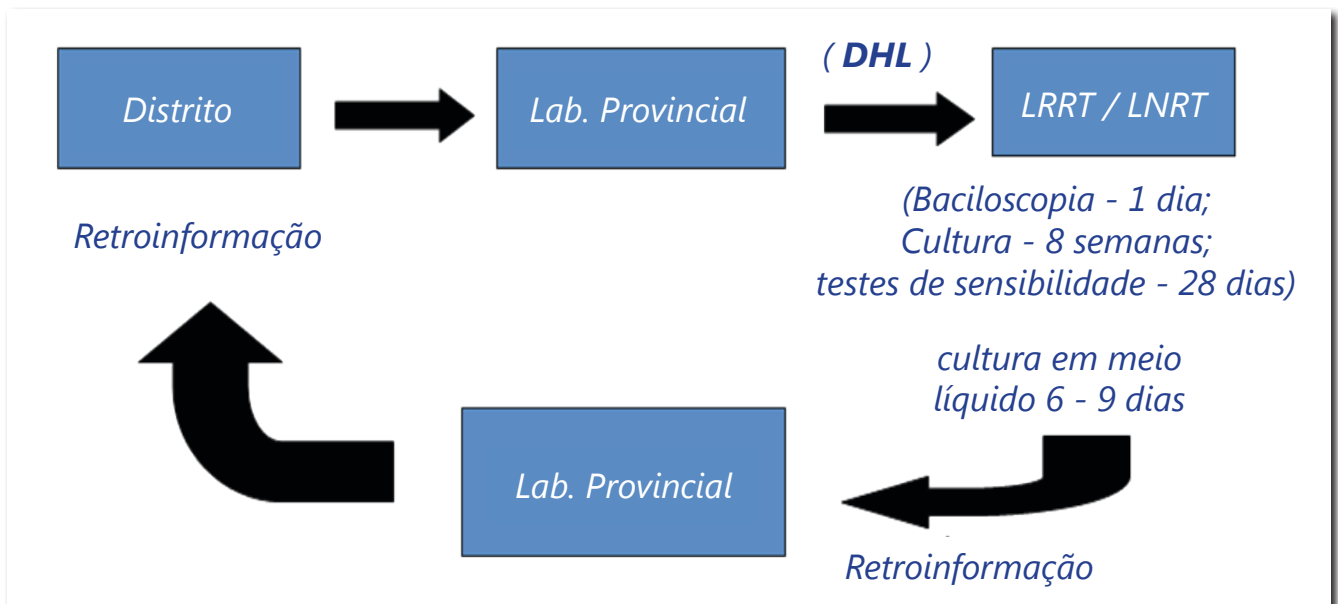 ( DHL )
Distrito
Lab. Provincial
LRRT / LNRT
(Baciloscopia - 1 dia;
Cultura - 8 semanas;
testes de sensibilidade - 28 dias)
Retroinformação
cultura em meio
líquido 6 - 9 dias
Lab. Provincial
Retroinformação